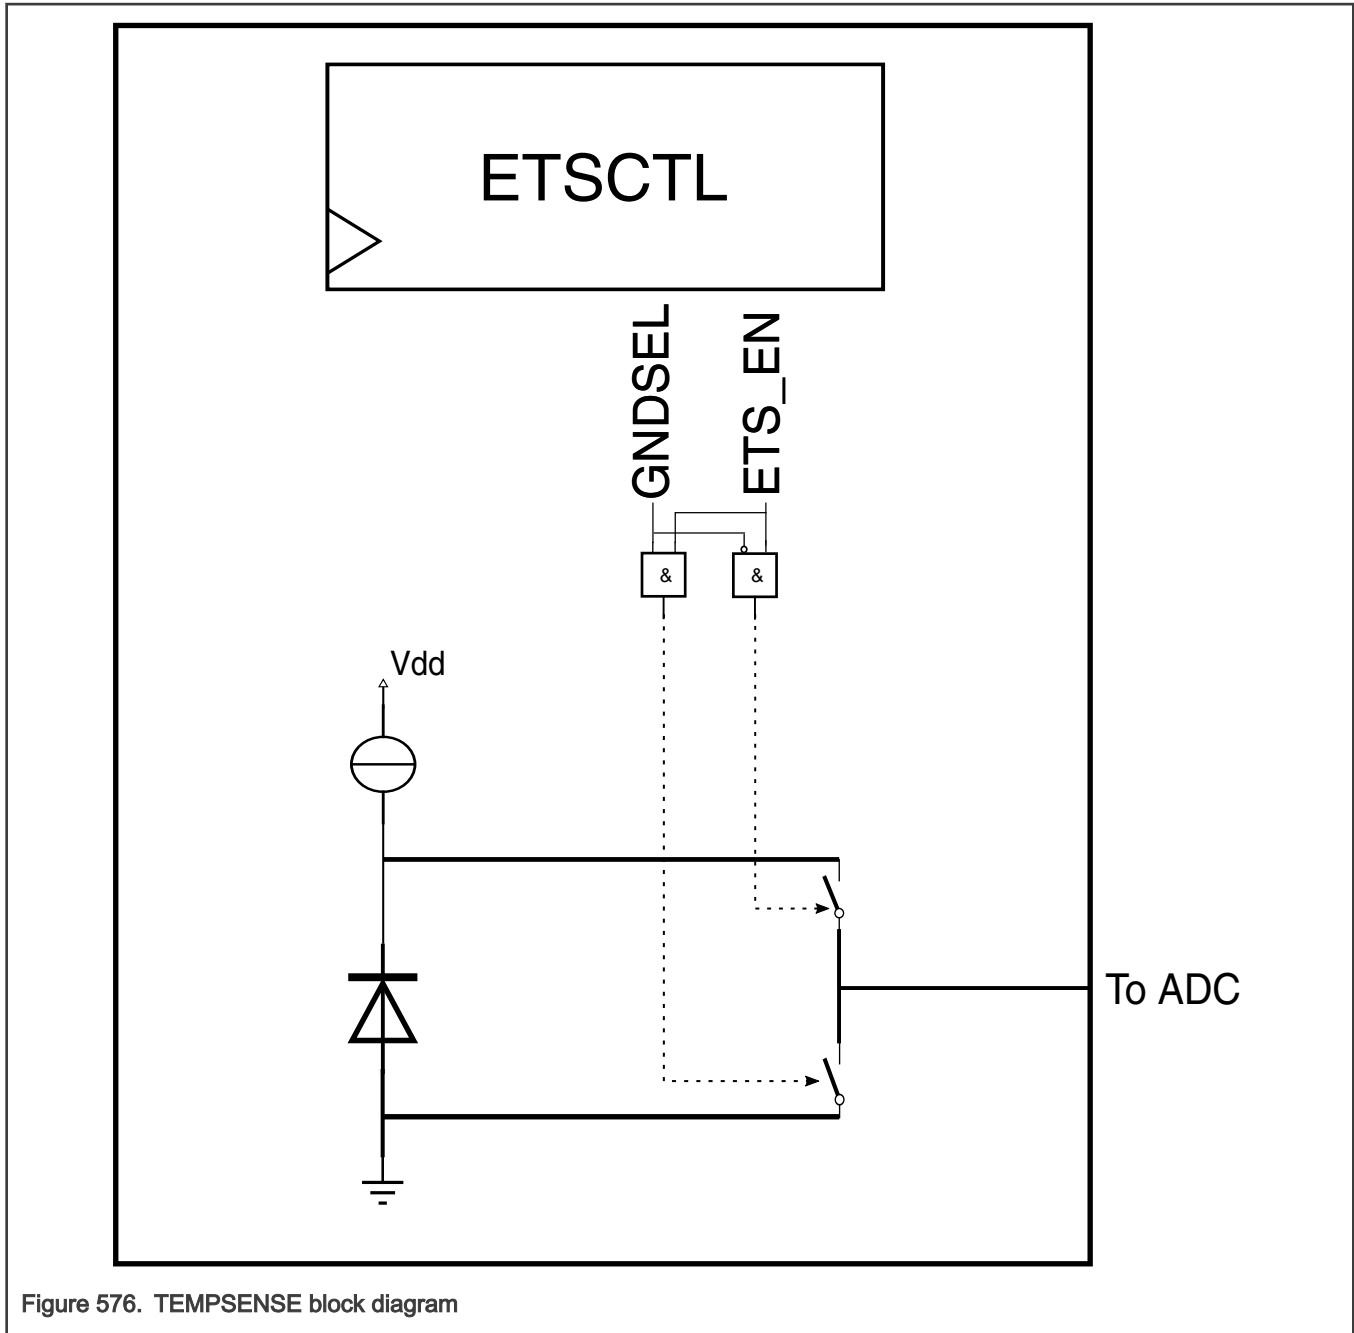 ETSCTL
GNDSEL
ETS_EN
&
&
Vdd
To ADC
Figure 576. TEMPSENSE block diagram